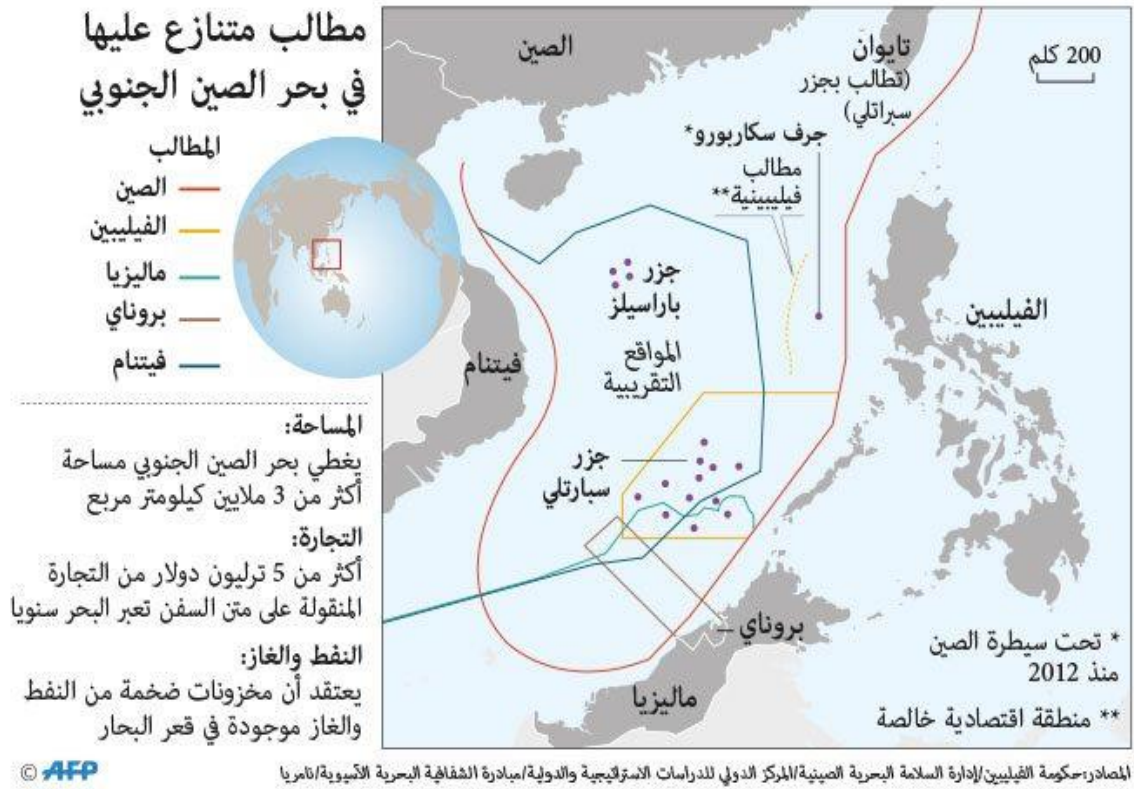 مطالب متنازع عليها
في بحر الصين الجنوبي
المطالب
الصين
الفيليبين
ماليزيا
بروناي
فيتنام
المساحة:
يغطي بحر الصين الجنوبي مساحة
أكثر من 3 ملايين كيلومتر مربع
التجارة:
أكثر من 5 ترليون دولار من التجارة
المنقولة على متن السفن تعبر البحر سنويا
النفط والغاز:
يعتقد أن مخزونات ضخمة من النفط
والغاز موجودة في قعر البحار
200 كلم
الصين
تايوان
(تطالب بجزر
سبراتلي)
جرف سكاربورو*
مطالب
فيليبينية**
جزر
باراسيلز
المواقع
التقريبية
الفيليبين
فيتنام
جزر
سبارتلي
بروناي
ماليزيا
* تحت سيطرة الصين
منذ 2012
** منطقة اقتصادية خالصة
المصادر:حكومة الفيليبين/إدارة السلامة البحرية الصينية/المركز الدولي للدراسات الاستراتيجية والدولية/مبادرة الشفافية البحرية الآسيوية/نامريا
© AFP